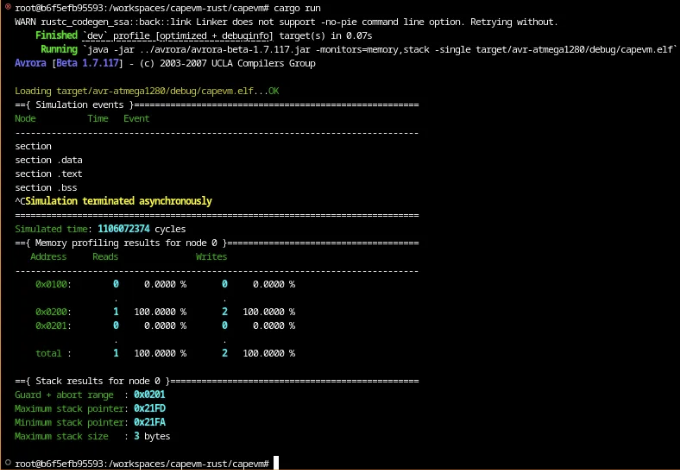 root@b6f5efb95593:/workspaces/capevm-rust/capevm# cargo run
WARN rustc_codegen_ssa::back::link Linker does not support -no-pie command line option. Retrying without.
Finished `dev` profile [optimized + debuginfo] target(s) in 0.07s
Running `java -jar ../avrora/avrora-beta-1.7.117.jar -monitors=memory,stack -single target/avr-atmega1280/debug/capevm.elf`
Avrora [Beta 1.7.117] - (c) 2003-2007 UCLA Compilers Group
Loading target/avr-atmega1280/debug/capevm.elf...OK
=={ Simulation events }=======================================================
Node Time Event
------------------------------------------------------------------------------
section
section .data
section .text
section .bss
^CSimulation terminated asynchronously
==============================================================================
Simulated time: 1106072374 cycles
=={ Memory profiling results for node 0 }=====================================
Address Reads Writes
------------------------------------------------------------------------------
0x0100: 0 0.0000 % 0 0.0000 %
. .
0x0200: 1 100.0000 % 2 100.0000 %
0x0201: 0 0.0000 % 0 0.0000 %
. .
total : 1 100.0000 % 2 100.0000 %
=={ Stack results for node 0 }================================================
Guard + abort range : 0x0201
Maximum stack pointer: 0x21FD
Minimum stack pointer: 0x21FA
Maximum stack size : 3 bytes
root@b6f5efb95593:/workspaces/capevm-rust/capevm#